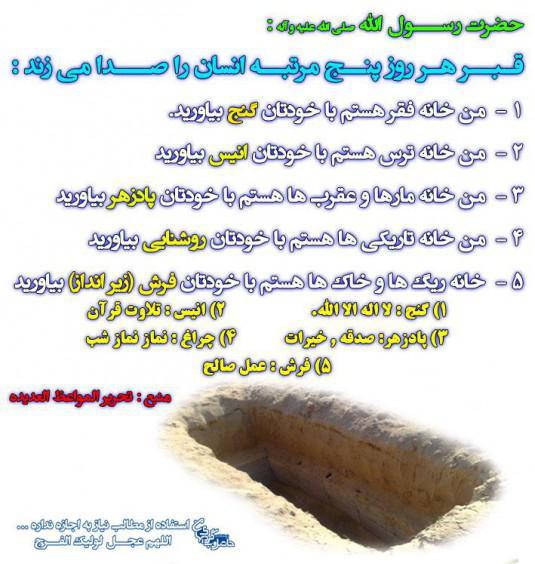 حضرت رسول الله صلی الله علیه و آله :
قبر هر روز پنج مرتبه انسان را صدا می زند :
۱ - من خانه فقر هستم با خودتان گنج بیاورید.
۲ - من خانه ترس هستم با خودتان انیس بیاورید
۳ - من خانه مارها و عقرب ها هستم با خودتان پادزهر بیاورید
۴ - من خانه تاریکی ها هستم با خودتان روشنایی بیاورید
۵ - خانه ریگ ها و خاک ها هستم با خودتان فرش (زیر انداز) بیاورید
۱) گنج : لا اله الا الله. ۲) انیس : تلاوت قرآن
۳) پادزهر: صدقه , خیرات ۴) چراغ : نماز نماز شب
۵) فرش : عمل صالح
منبع : تحریر المواعظ العدیده
استفاده از مطالب نیاز به اجازه نداره ...
اللهم عجل لولیک الفرج